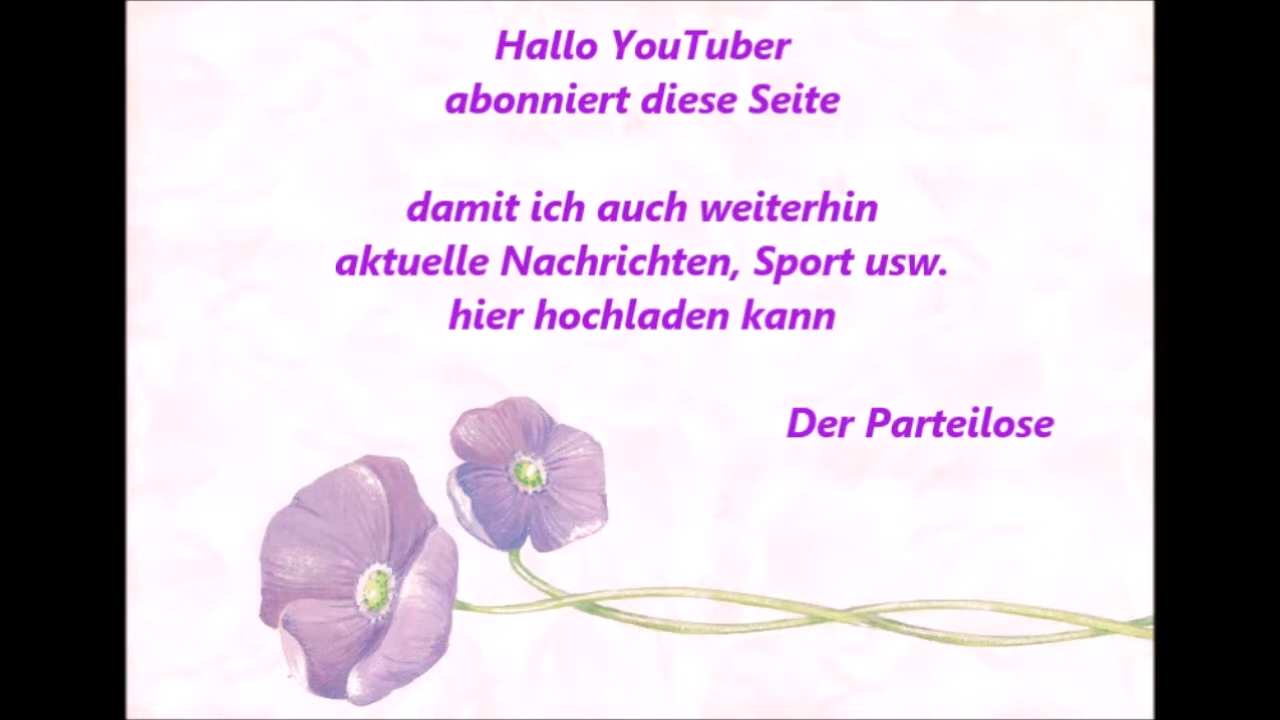 Hallo YouTuber
abonniert diese Seite
damit ich auch weiterhin
aktuelle Nachrichten, Sport usw.
hier hochladen kann
Der Parteilose